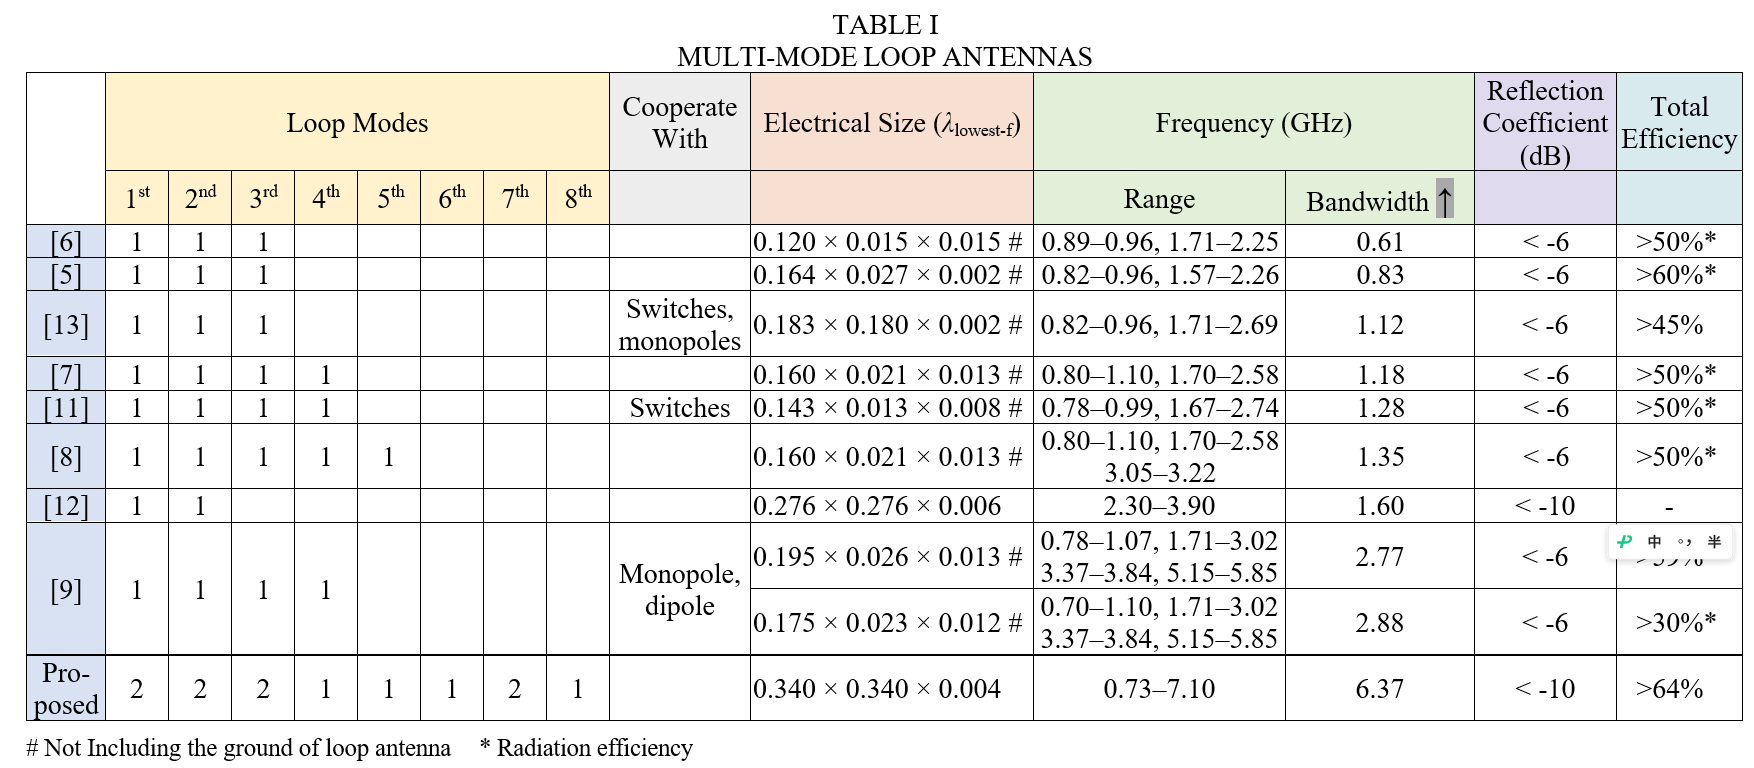 TABLE I
MULTI-MODE LOOP ANTENNAS
Loop Modes Cooperate With Electrical Size (λlowest-f) Frequency (GHz) Reflection Coefficient (dB) Total Efficiency
1st 2nd 3rd 4th 5th 6th 7th 8th Range Bandwidth ↑
[6] 1 1 1 0.120 × 0.015 × 0.015 # 0.89–0.96, 1.71–2.25 0.61 < -6 >50%*
[5] 1 1 1 0.164 × 0.027 × 0.002 # 0.82–0.96, 1.57–2.26 0.83 < -6 >60%*
[13] 1 1 1 Switches, monopoles 0.183 × 0.180 × 0.002 # 0.82–0.96, 1.71–2.69 1.12 < -6 >45%
[7] 1 1 1 1 0.160 × 0.021 × 0.013 # 0.80–1.10, 1.70–2.58 1.18 < -6 >50%*
[11] 1 1 1 1 Switches 0.143 × 0.013 × 0.008 # 0.78–0.99, 1.67–2.74 1.28 < -6 >50%*
[8] 1 1 1 1 1 0.160 × 0.021 × 0.013 # 0.80–1.10, 1.70–2.58 3.05–3.22 1.35 < -6 >50%*
[12] 1 1 0.276 × 0.276 × 0.006 2.30–3.90 1.60 < -10 -
[9] 1 1 1 1 Monopole, dipole 0.195 × 0.026 × 0.013 # 0.78–1.07, 1.71–3.02 3.37–3.84, 5.15–5.85 2.77 < -6
中 °, 半
0.175 × 0.023 × 0.012 # 0.70–1.10, 1.71–3.02 3.37–3.84, 5.15–5.85 2.88 < -6 >30%*
Pro-posed 2 2 2 1 1 1 2 1 0.340 × 0.340 × 0.004 0.73–7.10 6.37 < -10 >64%
# Not Including the ground of loop antenna * Radiation efficiency